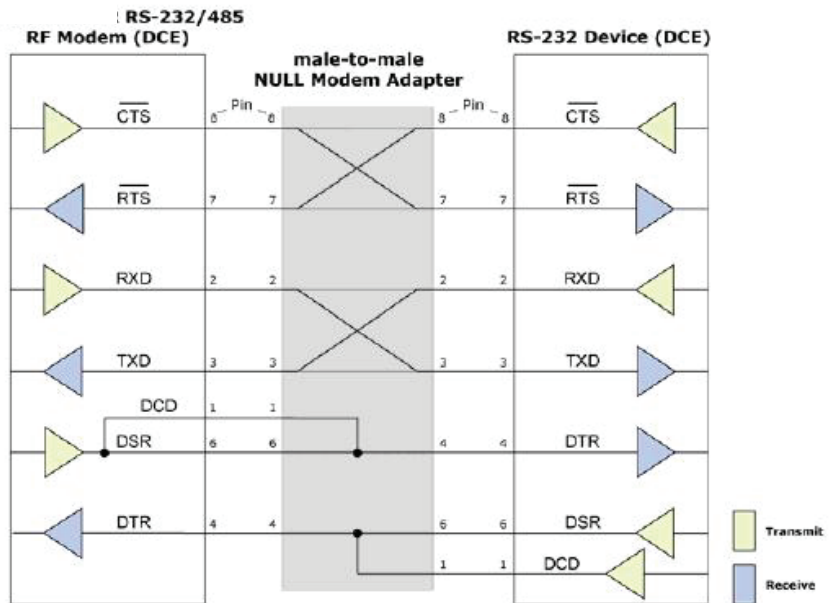 RS-232/485
RF Modem (DCE)
RS-232 Device (DCE)
male-to-male
NULL Modem Adapter
CTS 8 Pin 8 8 Pin 8 CTS
RTS 7 7 7 7 RTS
RXD 2 2 2 2 RXD
TXD 3 3 3 3 TXD
DCD 1 1
DSR 6 6 4 4 DTR
DTR 4 4 6 6 DSR
1 1 DCD
Transmit
Receive